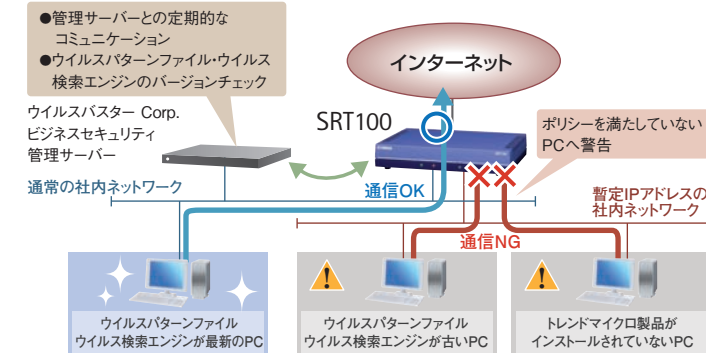 ●管理サーバーとの定期的な
コミュニケーション
●ウイルスパターンファイル・ウイルス
検索エンジンのバージョンチェック
インターネット
ウイルスバスター Corp.
ビジネスセキュリティ
管理サーバー
SRT100
ポリシーを満たしていない
PCへ警告
通常の社内ネットワーク
通信OK
暫定IPアドレスの
社内ネットワーク
通信NG
ウイルスパターンファイル
ウイルス検索エンジンが最新のPC
ウイルスパターンファイル
ウイルス検索エンジンが古いPC
トレンドマイクロ製品が
インストールされていないPC